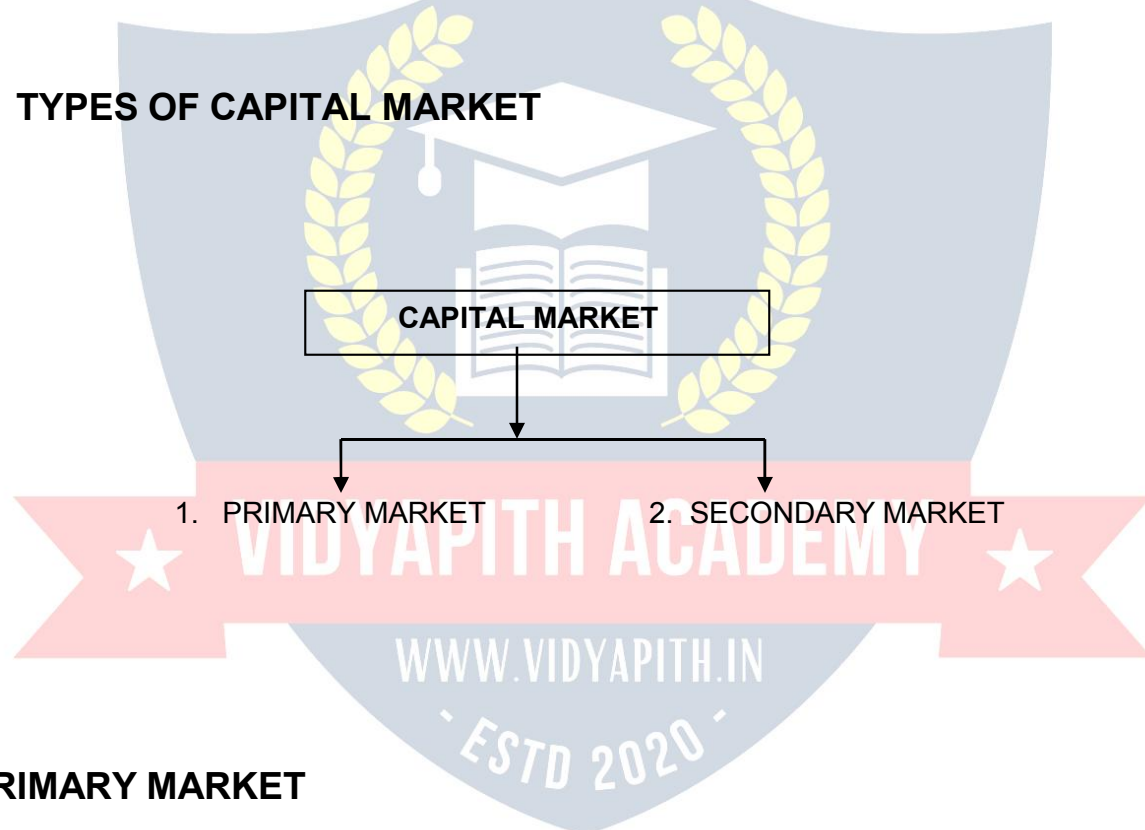 TYPES OF CAPITAL MARKET
CAPITAL MARKET
1. PRIMARY MARKET 2. SECONDARY MARKET
VIDYAPITH ACADEMY
WWW.VIDYAPITH.IN
- ESTD 2020 -
RIMARY MARKET